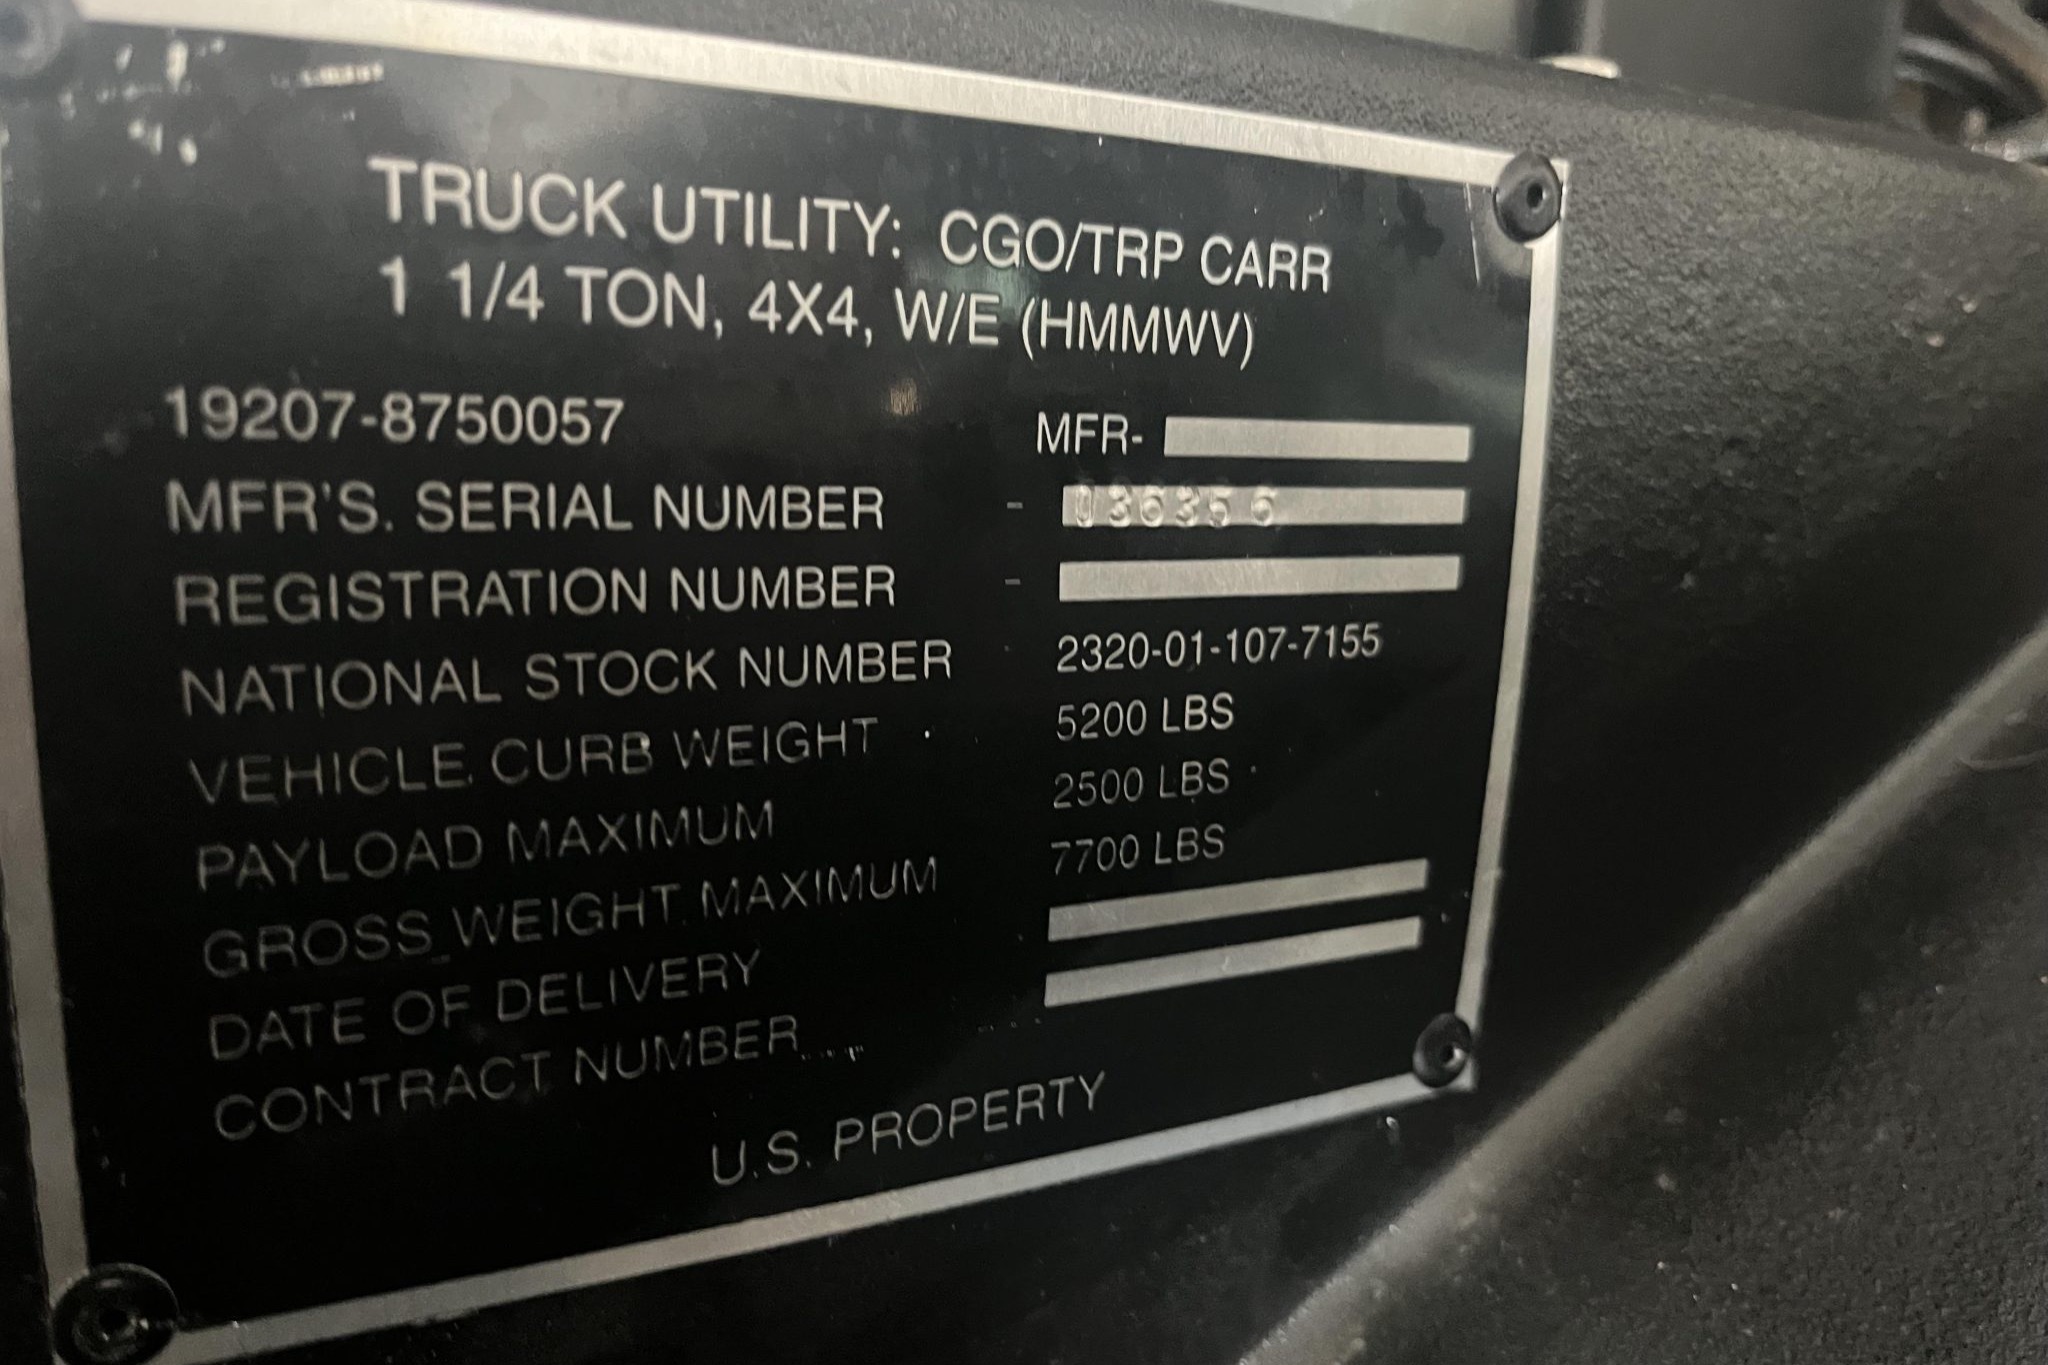 TRUCK UTILITY: CGO/TRP CARR
1 1/4 TON, 4X4, W/E (HMMWV)
19207-8750057 MFR-
MFR'S. SERIAL NUMBER - 036356
REGISTRATION NUMBER -
NATIONAL STOCK NUMBER 2320-01-107-7155
VEHICLE CURB WEIGHT 5200 LBS
PAYLOAD MAXIMUM 2500 LBS
GROSS WEIGHT MAXIMUM 7700 LBS
DATE OF DELIVERY
CONTRACT NUMBER
U.S. PROPERTY